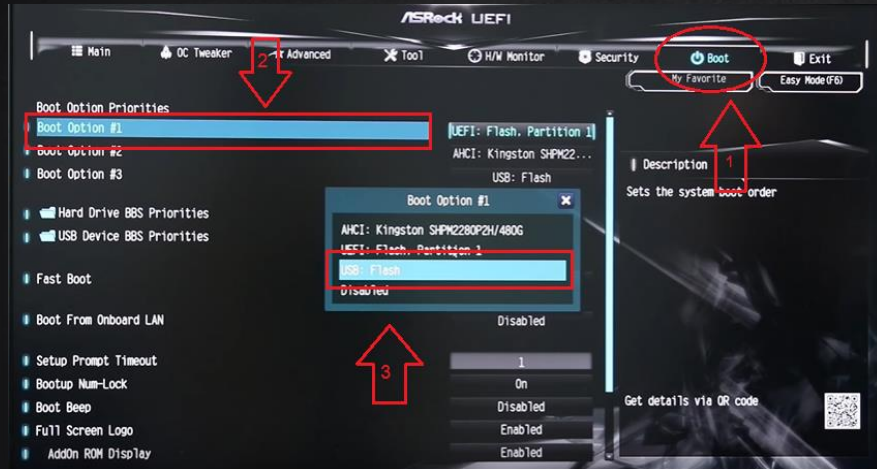 ASRock UEFI
Main
OC Tweaker
Advanced
Tool
H/W Monitor
Security
Boot
Exit
My Favorite
Easy Mode(F6)
2
1
Boot Option Priorities
Boot Option #1
UEFI: Flash, Partition 1
Boot Option #2
AHCI: Kingston SHPM22...
Boot Option #3
USB: Flash
Hard Drive BBS Priorities
USB Device BBS Priorities
Fast Boot
Boot From Onboard LAN
Disabled
Setup Prompt Timeout
1
Bootup Num-Lock
On
Boot Beep
Disabled
Full Screen Logo
Enabled
AddOn ROM Display
Enabled
Boot Option #1
AHCI: Kingston SHPM2280P2H/480G
UEFI: Flash, Partition 1
USB: Flash
Disabled
3
Description
Sets the system boot order
Get details via QR code